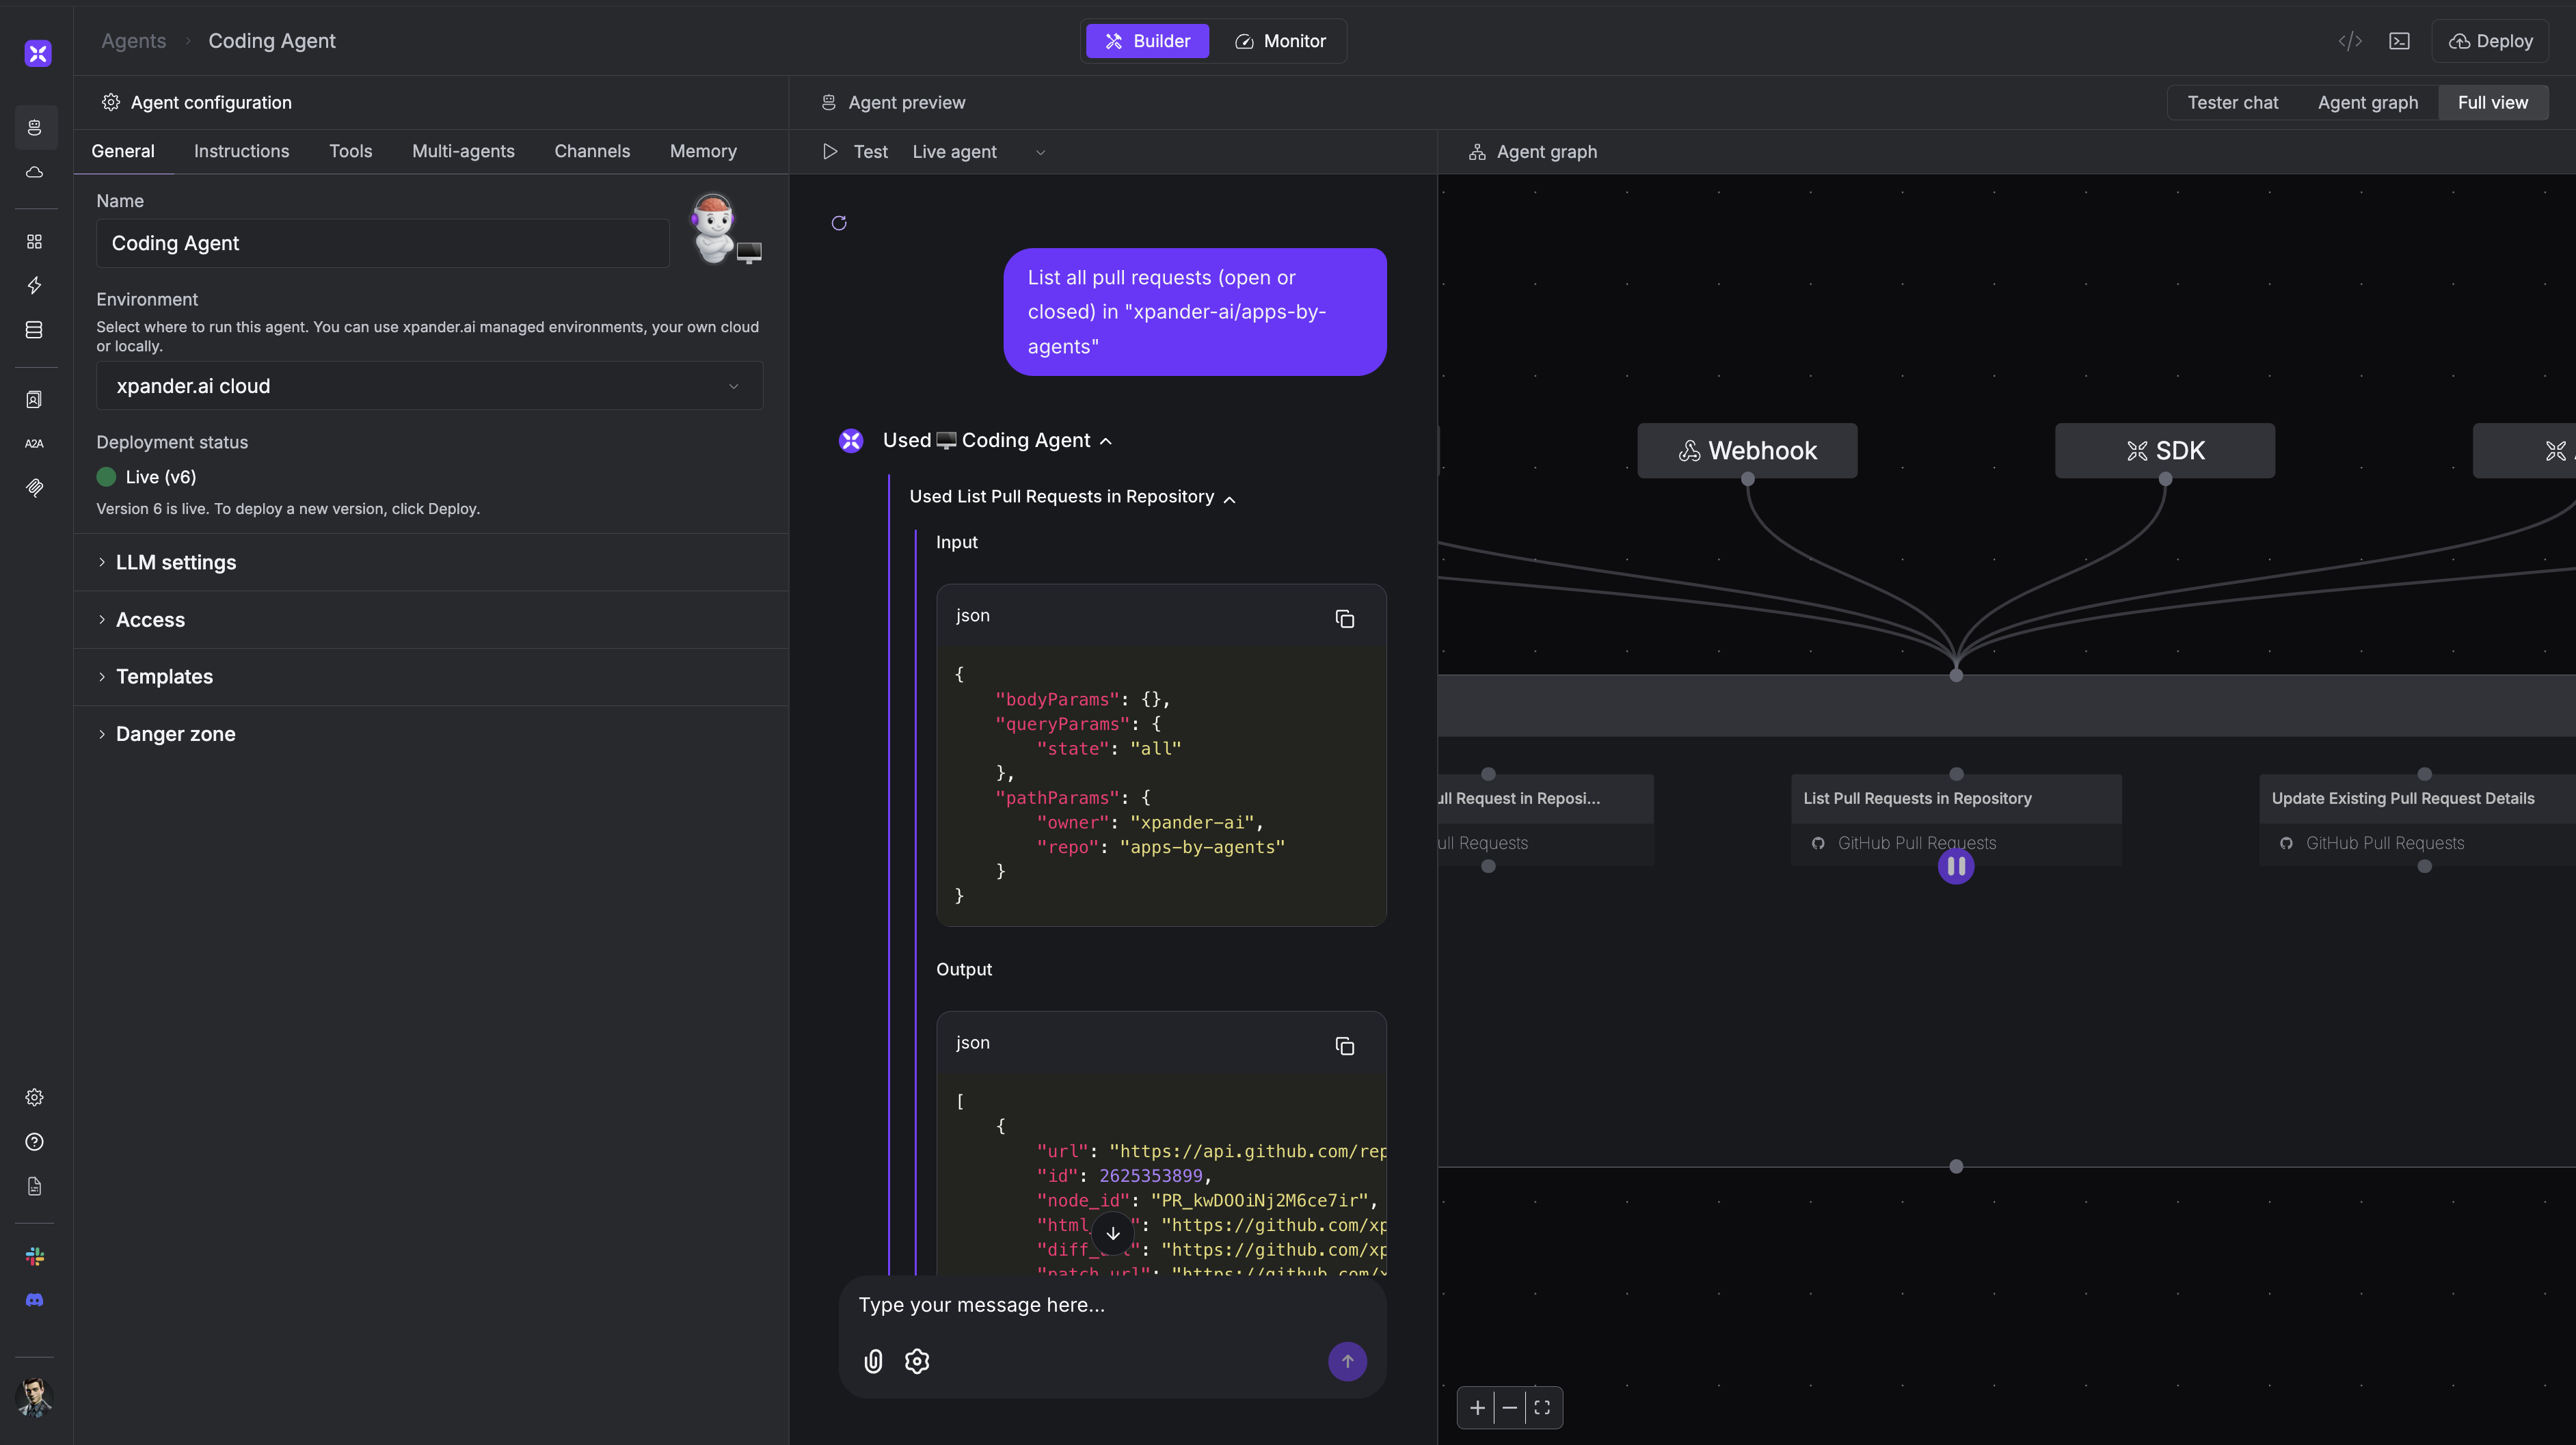 Agents
Coding Agent
Builder
Monitor
</>
Deploy
Agent configuration
Agent preview
Tester chat
Agent graph
Full view
General
Instructions
Tools
Multi-agents
Channels
Memory
Test
Live agent
Agent graph
A2A
Name
Coding Agent
Environment
Select where to run this agent. You can use xpander.ai managed environments, your own cloud
or locally.
xpander.ai cloud
Deployment status
Live (v6)
Version 6 is live. To deploy a new version, click Deploy.
LLM settings
Access
Templates
Danger zone
List all pull requests (open or
closed) in "xpander-ai/apps-by-
agents"
Used Coding Agent
Used List Pull Requests in Repository
Input
json
{
"bodyParams": {},
"queryParams": {
"state": "all"
},
"pathParams": {
"owner": "xpander-ai",
"repo": "apps-by-agents"
}
}
Output
json
[
{
"url": "https://api.github.com/rep
"id": 2625353899,
"node_id": "PR_kwDOOiNj2M6ce7ir",
"html_ ": "https://github.com/xp
"diff_ ": "https://github.com/xp
"patch_url": "https://github.com/x
Type your message here...
Webhook
SDK
ull Request in Reposi...
ull Requests
List Pull Requests in Repository
GitHub Pull Requests
Update Existing Pull Request Details
GitHub Pull Requests